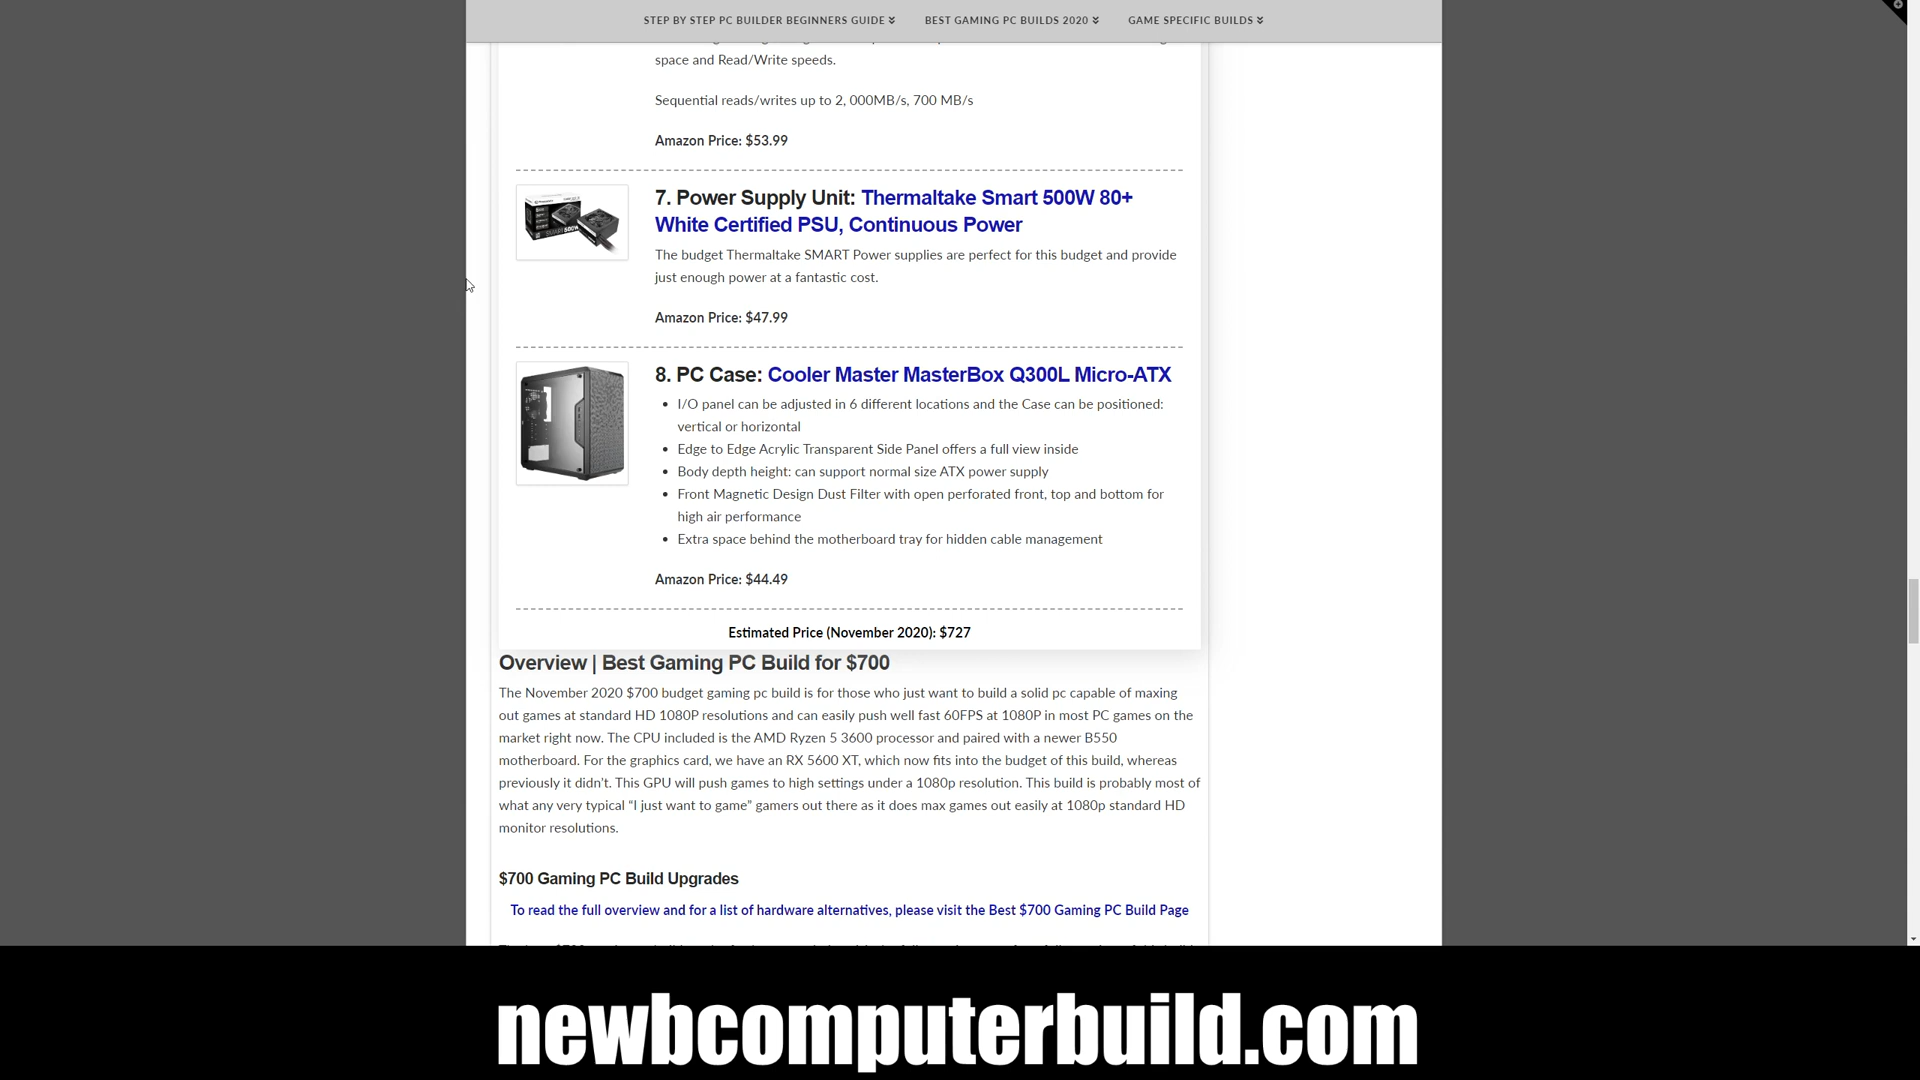 STEP BY STEP PC BUILDER BEGINNERS GUIDE
BEST GAMING PC BUILDS 2020
GAME SPECIFIC BUILDS
space and Read/Write speeds.
Sequential reads/writes up to 2, 000MB/s, 700 MB/s
Amazon Price: $53.99
7. Power Supply Unit: Thermaltake Smart 500W 80+
White Certified PSU, Continuous Power
The budget Thermaltake SMART Power supplies are perfect for this budget and provide
just enough power at a fantastic cost.
Amazon Price: $47.99
8. PC Case: Cooler Master MasterBox Q300L Micro-ATX
• I/O panel can be adjusted in 6 different locations and the Case can be positioned:
vertical or horizontal
• Edge to Edge Acrylic Transparent Side Panel offers a full view inside
• Body depth height: can support normal size ATX power supply
• Front Magnetic Design Dust Filter with open perforated front, top and bottom for
high air performance
• Extra space behind the motherboard tray for hidden cable management
Amazon Price: $44.49
Estimated Price (November 2020): $727
Overview | Best Gaming PC Build for $700
The November 2020 $700 budget gaming pc build is for those who just want to build a solid pc capable of maxing
out games at standard HD 1080P resolutions and can easily push well fast 60FPS at 1080P in most PC games on the
market right now. The CPU included is the AMD Ryzen 5 3600 processor and paired with a newer B550
motherboard. For the graphics card, we have an RX 5600 XT, which now fits into the budget of this build, whereas
previously it didn't. This GPU will push games to high settings under a 1080p resolution. This build is probably most of
what any very typical “I just want to game” gamers out there as it does max games out easily at 1080p standard HD
monitor resolutions.
$700 Gaming PC Build Upgrades
To read the full overview and for a list of hardware alternatives, please visit the Best $700 Gaming PC Build Page
newbcomputerbuild.com